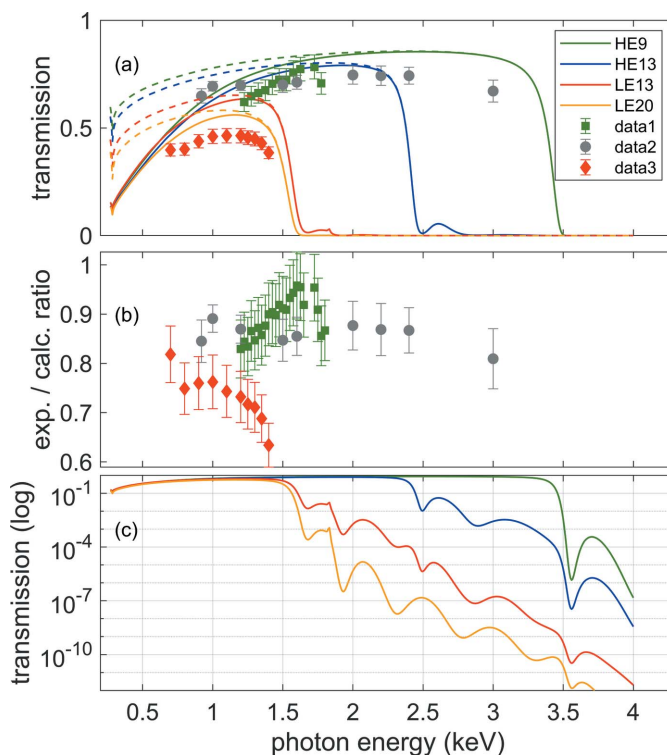 1
(a)
HE9
HE13
LE13
LE20
data1
data2
data3
transmission
0.5
0
1
(b)
exp. / calc. ratio
0.9
0.8
0.7
0.6
(c)
transmission (log)
10-1
10-4
10-7
10-10
0.5 1 1.5 2 2.5 3 3.5 4
photon energy (keV)